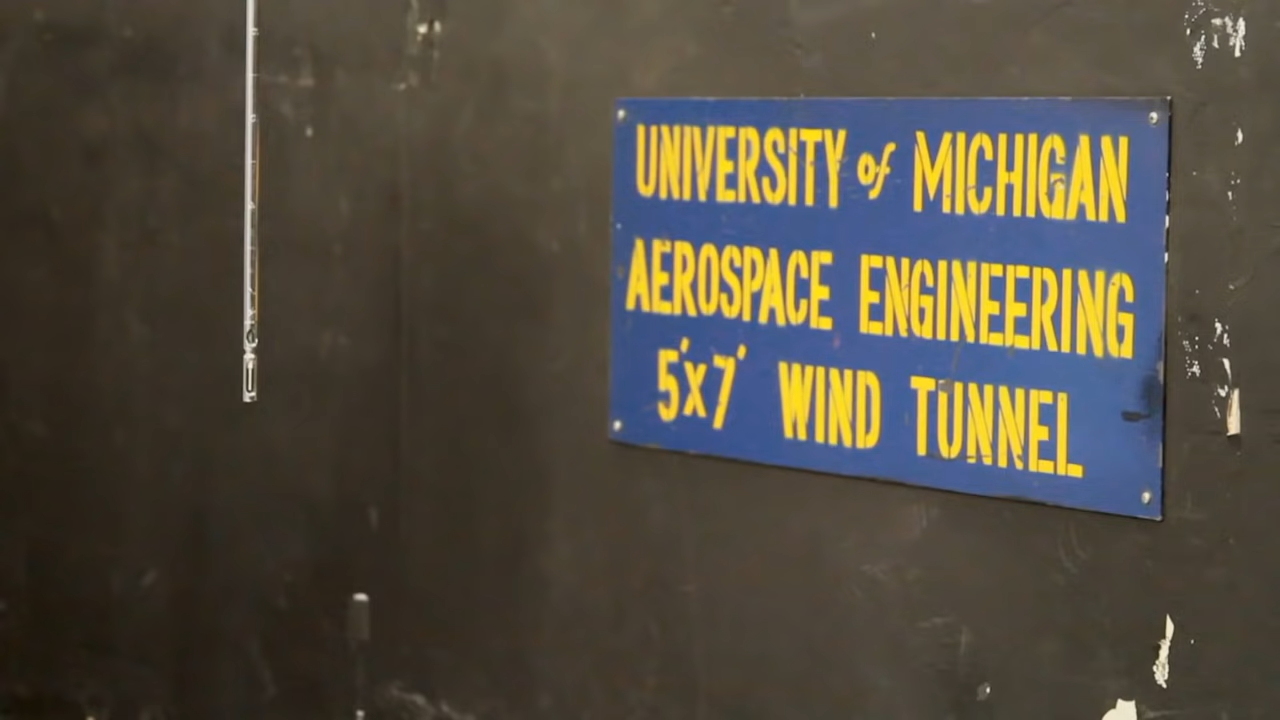 UNIVERSITY of MICHIGAN
AEROSPACE ENGINEERING
5'x7' WIND TUNNEL